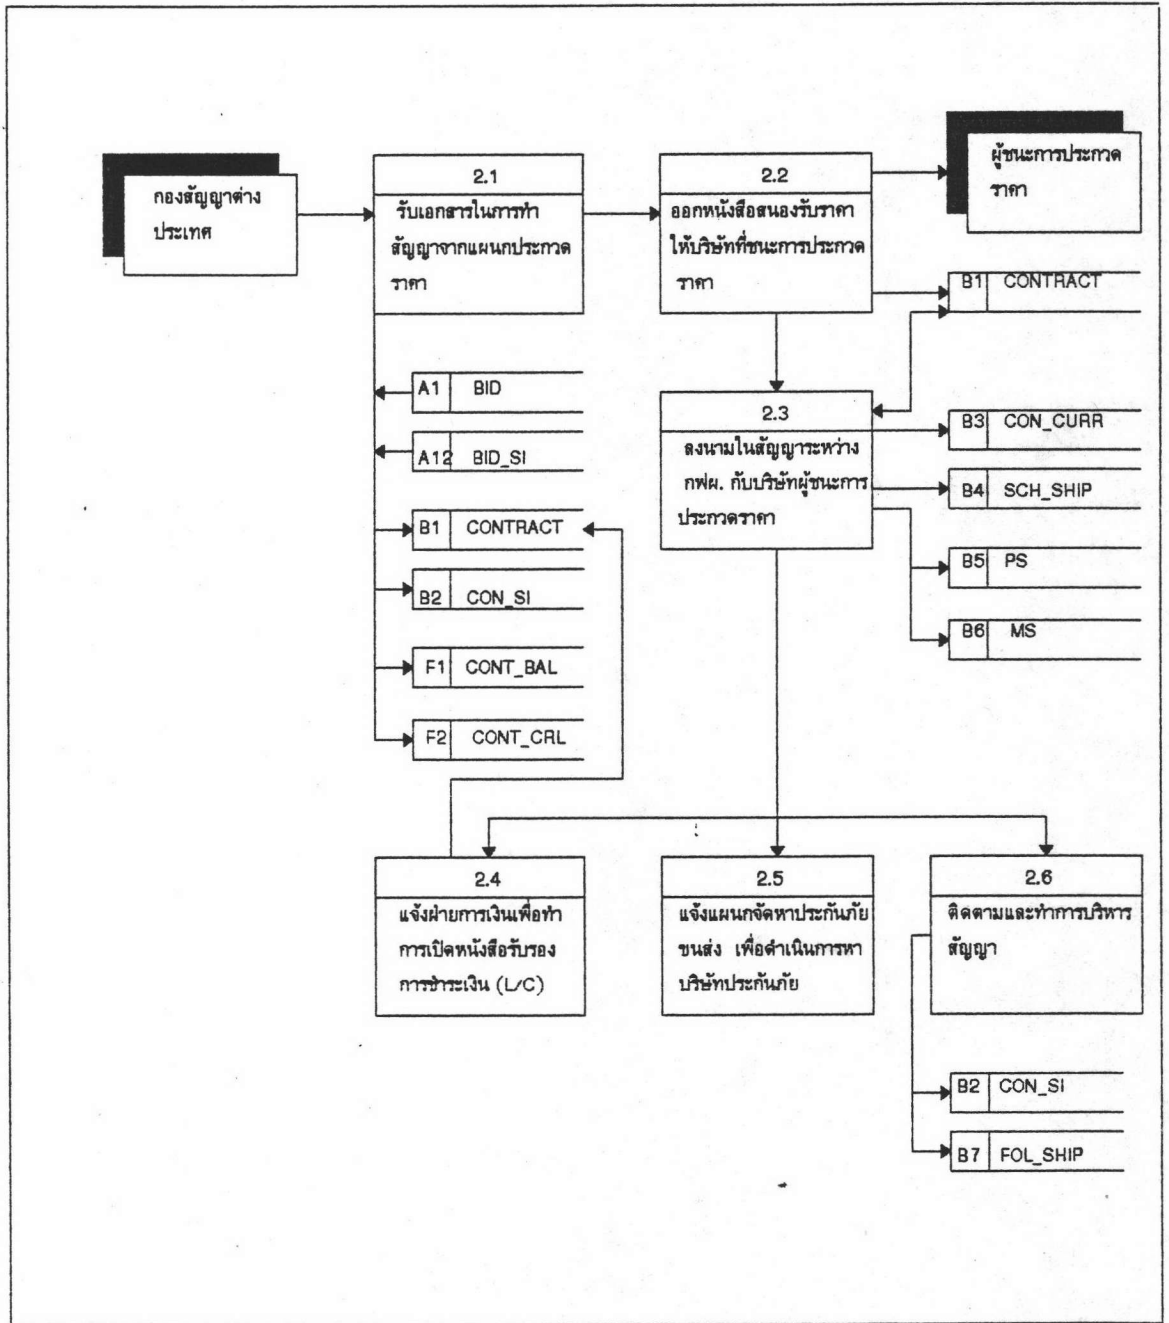 กองสัญญาต่าง
ประเทศ
2.1
รับเอกสารในการทำ
สัญญาจากแผนกประกวด
ราคา
2.2
ออกหนังสือสนองรับราคา
ให้บริษัทที่ชนะการประกวด
ราคา
ผู้ชนะการประกวด
ราคา
B1 CONTRACT
A1 BID
A12 BID_SI
B1 CONTRACT
B2 CON_SI
F1 CONT_BAL
F2 CONT_CRL
2.3
ลงนามในสัญญาระหว่าง
กฟผ. กับบริษัทผู้ชนะการ
ประกวดราคา
B3 CON_CURR
B4 SCH_SHIP
B5 PS
B6 MS
2.4
แจ้งฝ่ายการเงินเพื่อทำ
การเปิดหนังสือรับรอง
การชำระเงิน (L/C)
2.5
แจ้งแผนกจัดหาประกันภัย
ขนส่ง เพื่อดำเนินการหา
บริษัทประกันภัย
2.6
ติดตามและทำการบริหาร
สัญญา
B2 CON_SI
B7 FOL_SHIP